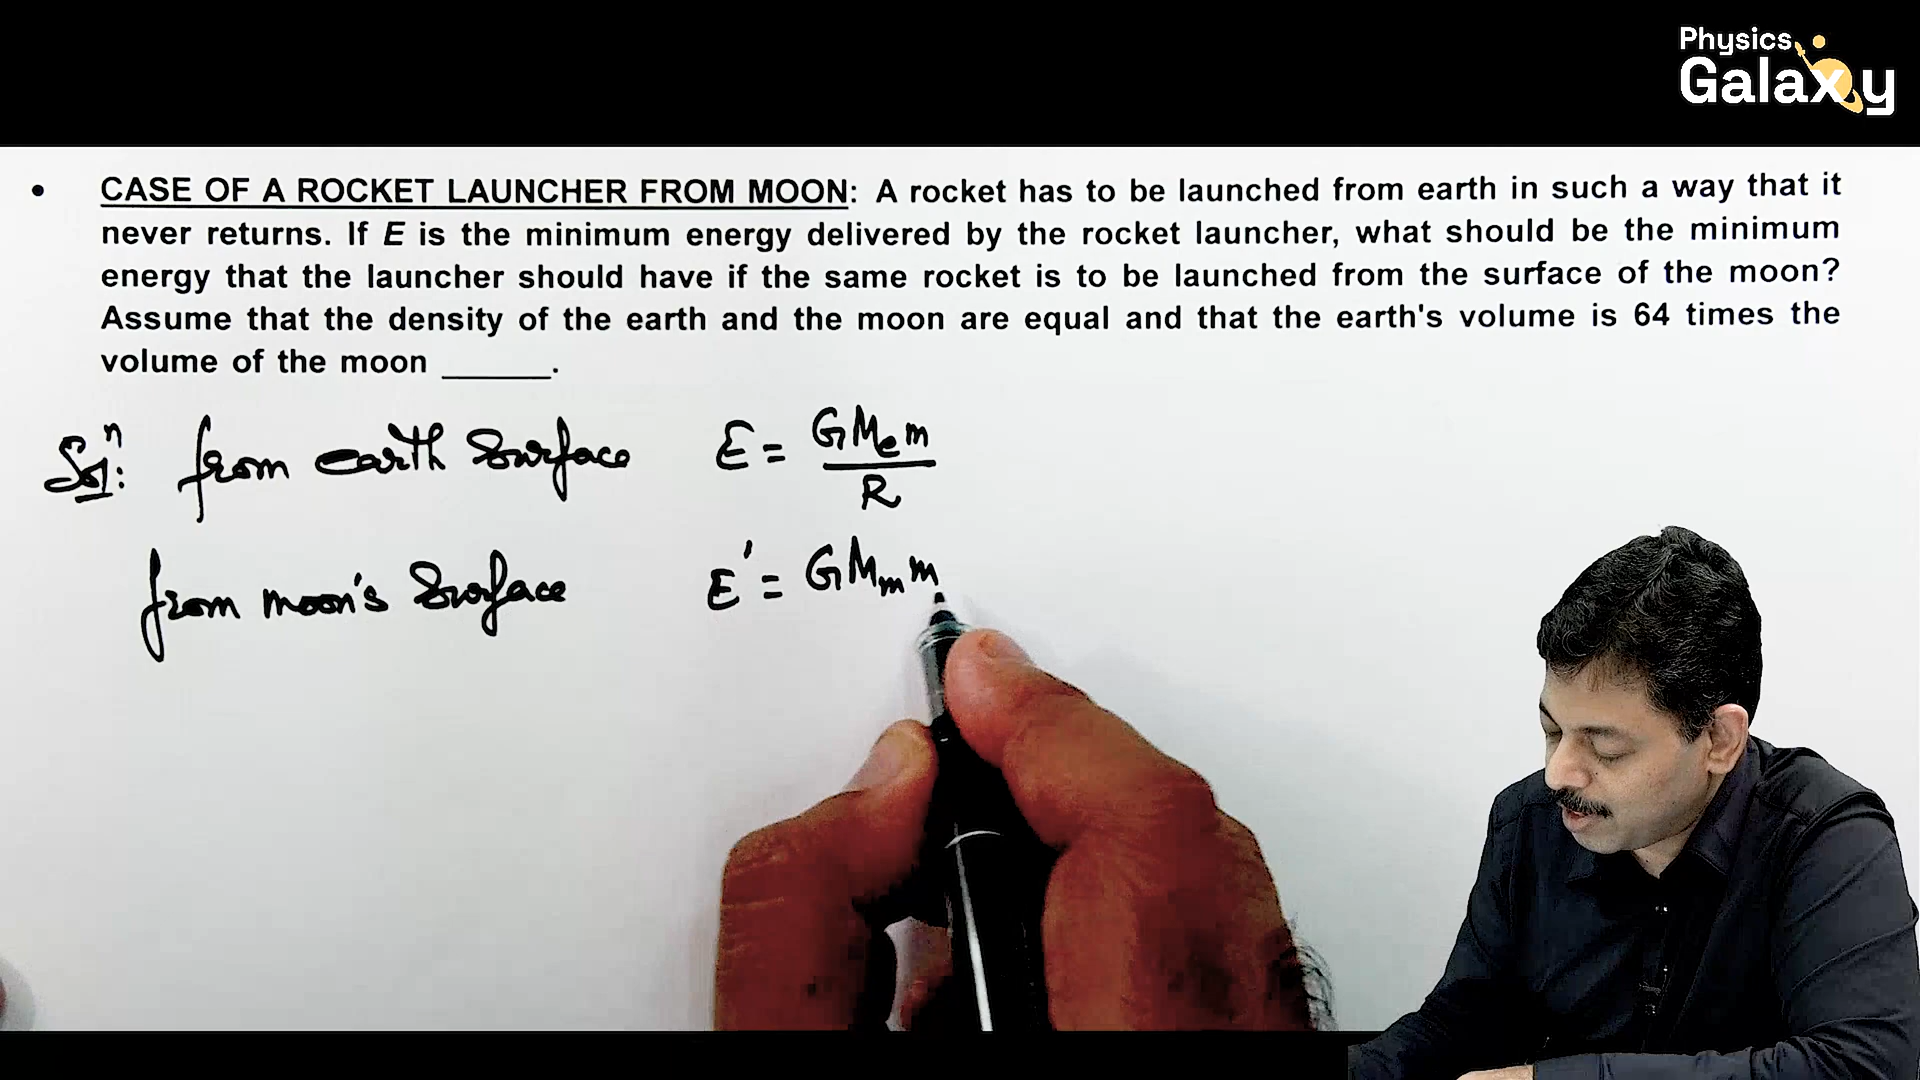 Physics
Galaxy
• CASE OF A ROCKET LAUNCHER FROM MOON: A rocket has to be launched from earth in such a way that it
never returns. If E is the minimum energy delivered by the rocket launcher, what should be the minimum
energy that the launcher should have if the same rocket is to be launched from the surface of the moon?
Assume that the density of the earth and the moon are equal and that the earth's volume is 64 times the
volume of the moon ______.
Solⁿ: from earth surface E = GMₑm / R
from moon's surface E' = GMₘm